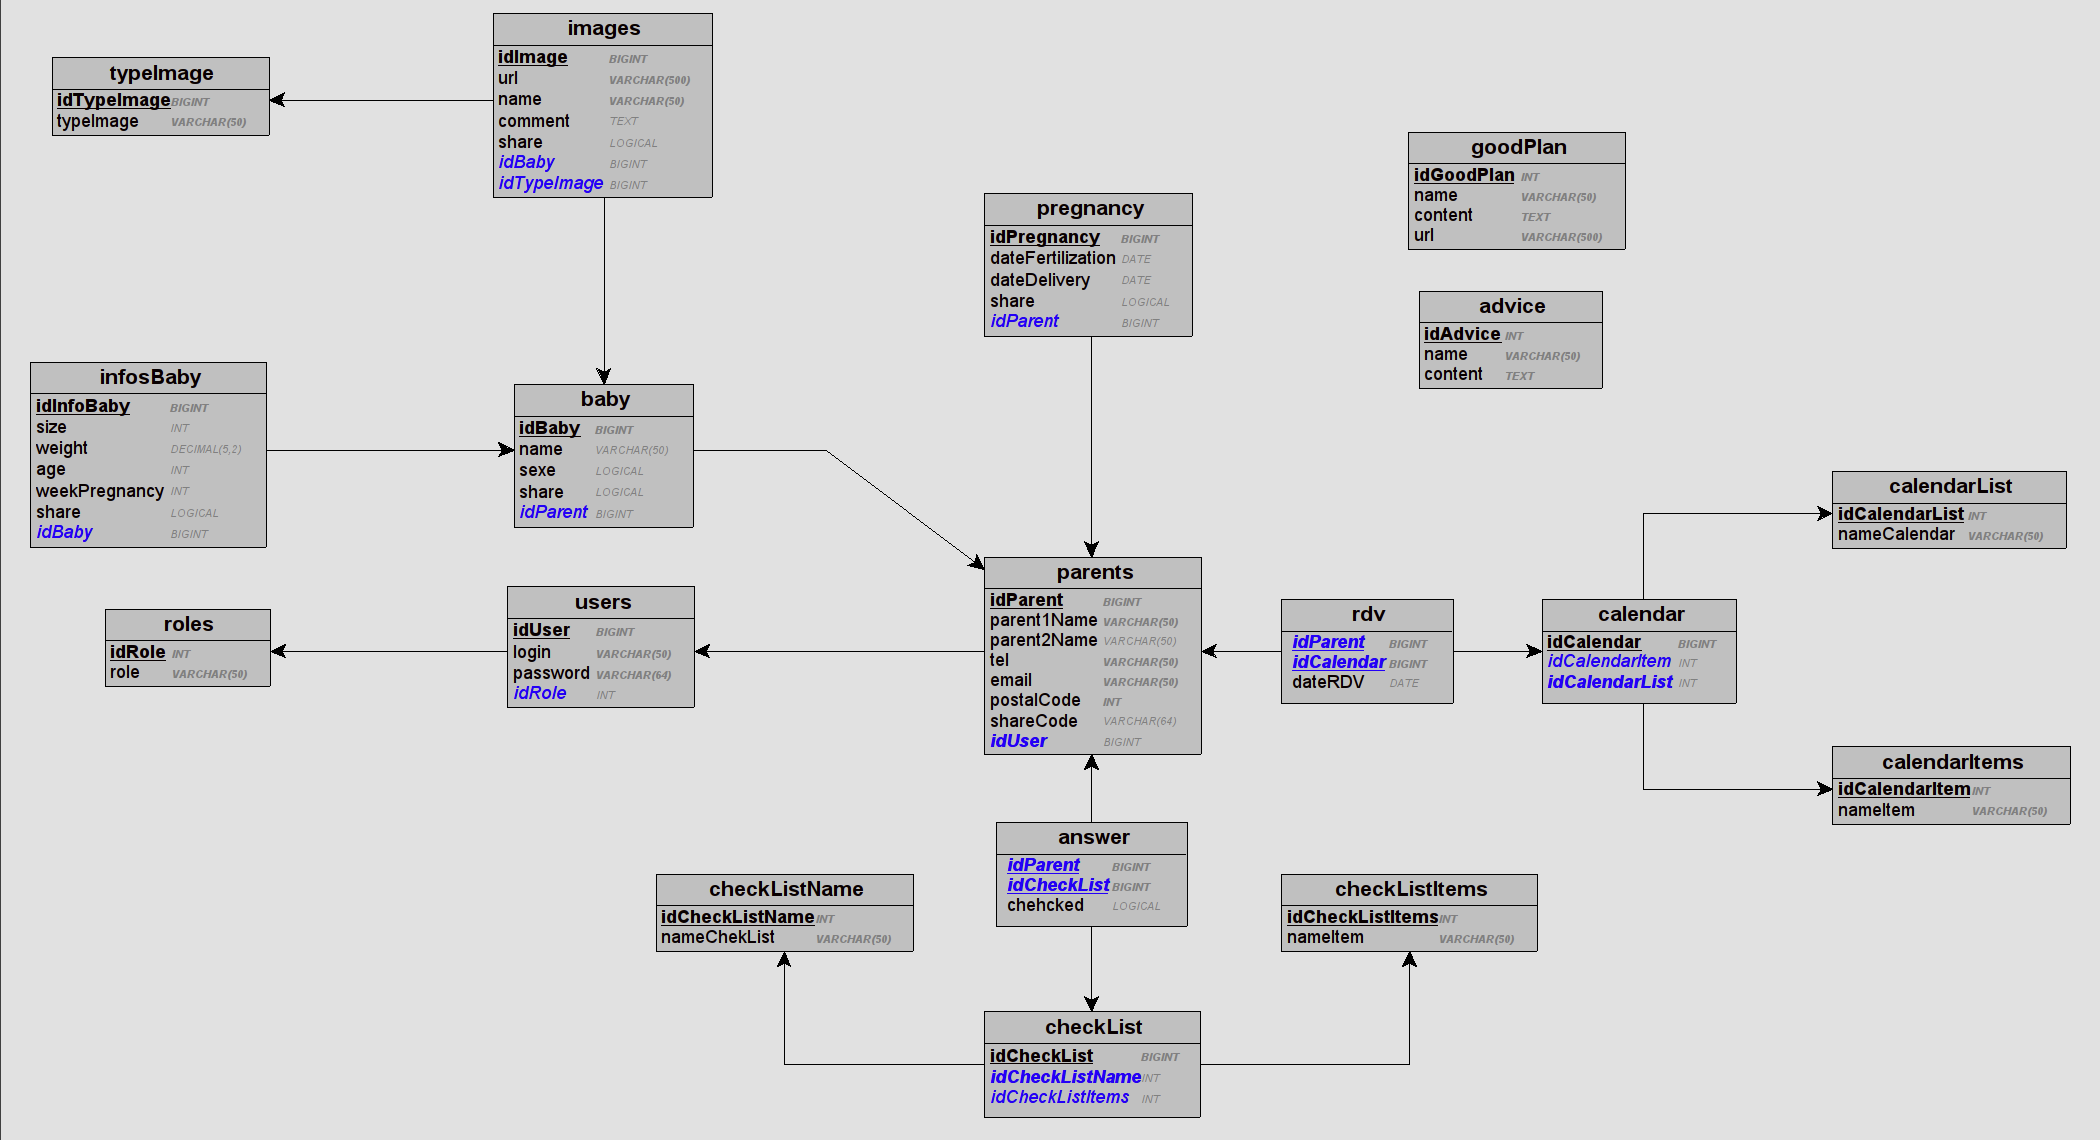 images
idImage BIGINT
url VARCHAR(500)
name VARCHAR(50)
comment TEXT
share LOGICAL
idBaby BIGINT
idTypeImage BIGINT
typeImage
idTypeImage BIGINT
typeImage VARCHAR(50)
goodPlan
idGoodPlan INT
name VARCHAR(50)
content TEXT
url VARCHAR(500)
pregnancy
idPregnancy BIGINT
dateFertilization DATE
dateDelivery DATE
share LOGICAL
idParent BIGINT
advice
idAdvice INT
name VARCHAR(50)
content TEXT
infosBaby
idInfoBaby BIGINT
size INT
weight DECIMAL(5,2)
age INT
weekPregnancy INT
share LOGICAL
idBaby BIGINT
baby
idBaby BIGINT
name VARCHAR(50)
sexe LOGICAL
share LOGICAL
idParent BIGINT
calendarList
idCalendarList INT
nameCalendar VARCHAR(50)
parents
idParent BIGINT
parent1Name VARCHAR(50)
parent2Name VARCHAR(50)
tel VARCHAR(50)
email VARCHAR(50)
postalCode INT
shareCode VARCHAR(64)
idUser BIGINT
users
idUser BIGINT
login VARCHAR(50)
password VARCHAR(64)
idRole INT
roles
idRole INT
role VARCHAR(50)
rdv
idParent BIGINT
idCalendar BIGINT
dateRDV DATE
calendar
idCalendar BIGINT
idCalendarItem INT
idCalendarList INT
calendarItems
idCalendarItem INT
nameItem VARCHAR(50)
answer
idParent BIGINT
idCheckList BIGINT
chehcked LOGICAL
checkListName
idCheckListName INT
nameChekList VARCHAR(50)
checkListItems
idCheckListItems INT
nameItem VARCHAR(50)
checkList
idCheckList BIGINT
idCheckListName INT
idCheckListItems INT